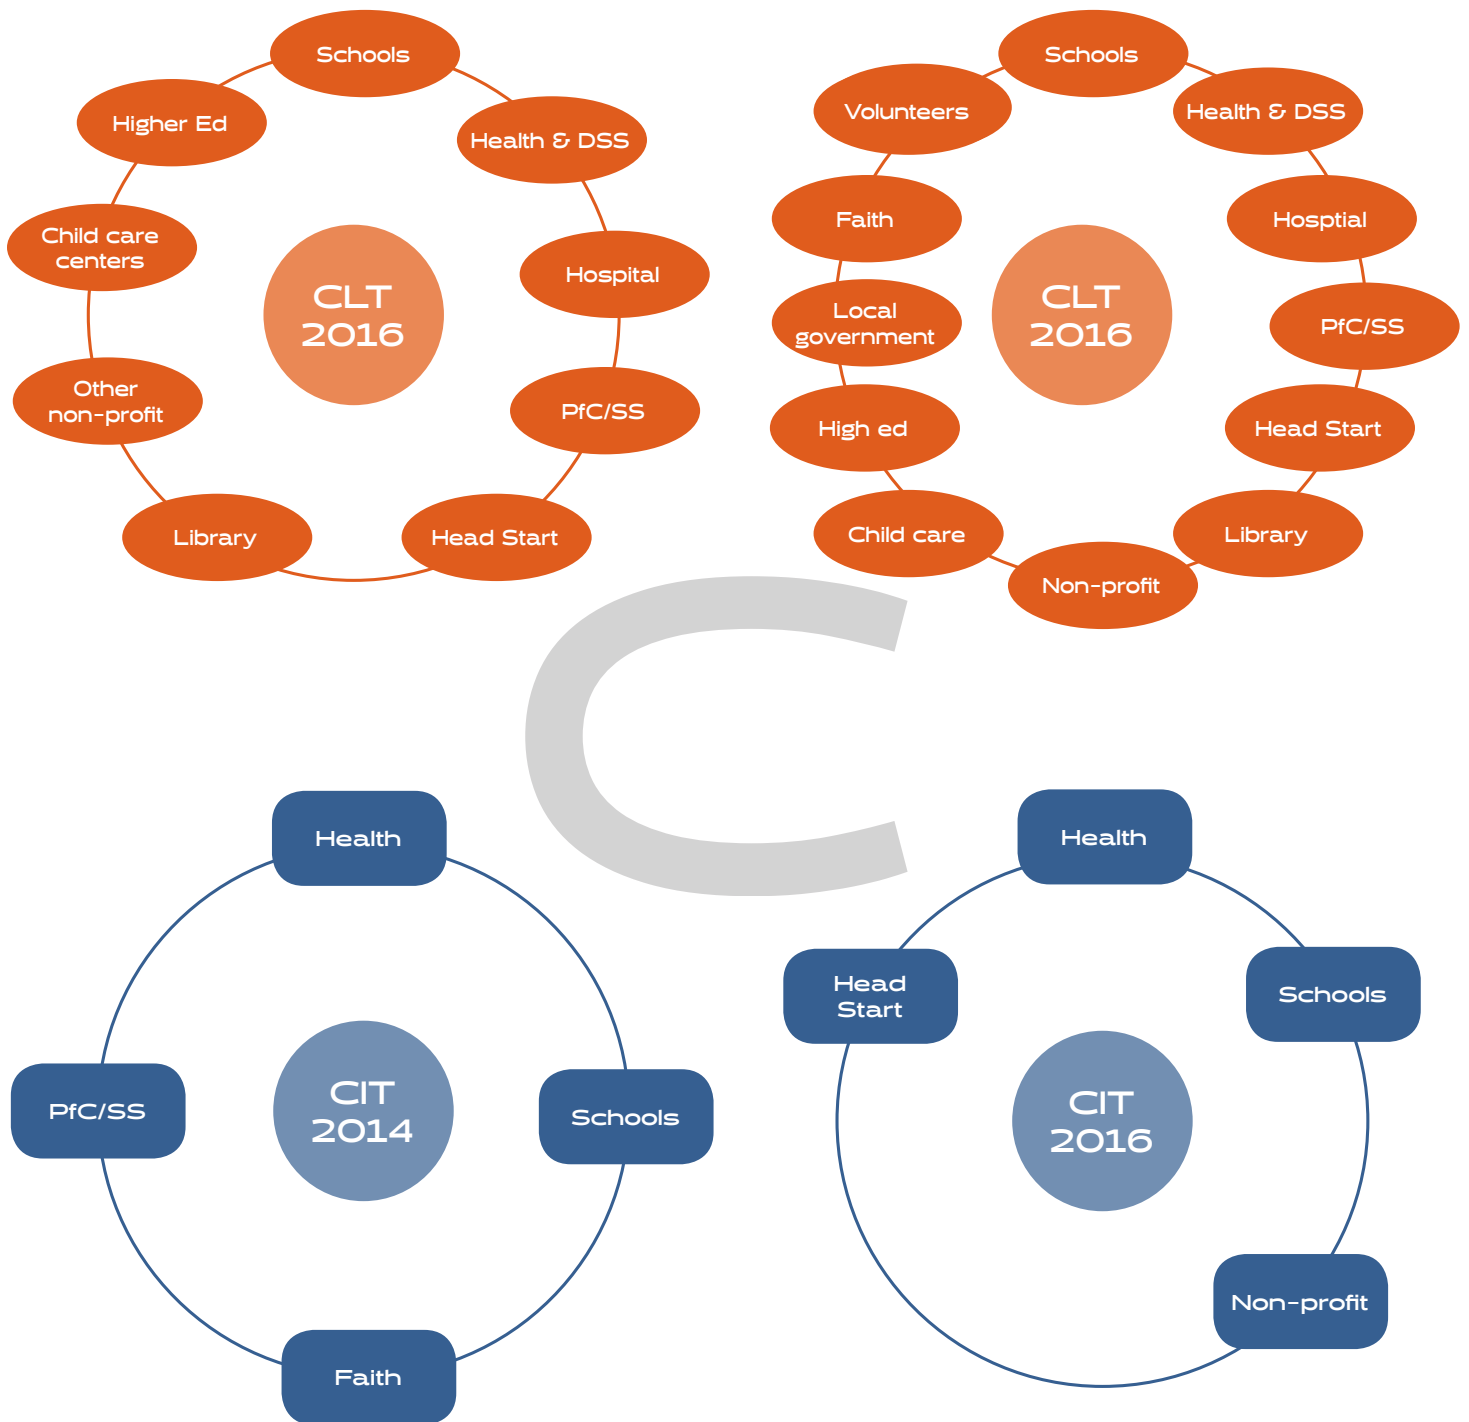 Schools
Higher Ed
Health & DSS
Child care
centers
Hospital
CLT
2016
Other
non-profit
PfC/SS
Library
Head Start
Schools
Volunteers
Health & DSS
Faith
Hosptial
Local
government
CLT
2016
PfC/SS
High ed
Head Start
Child care
Library
Non-profit
C
Health
PfC/SS
CIT
2014
Schools
Faith
Health
Head
Start
Schools
CIT
2016
Non-profit